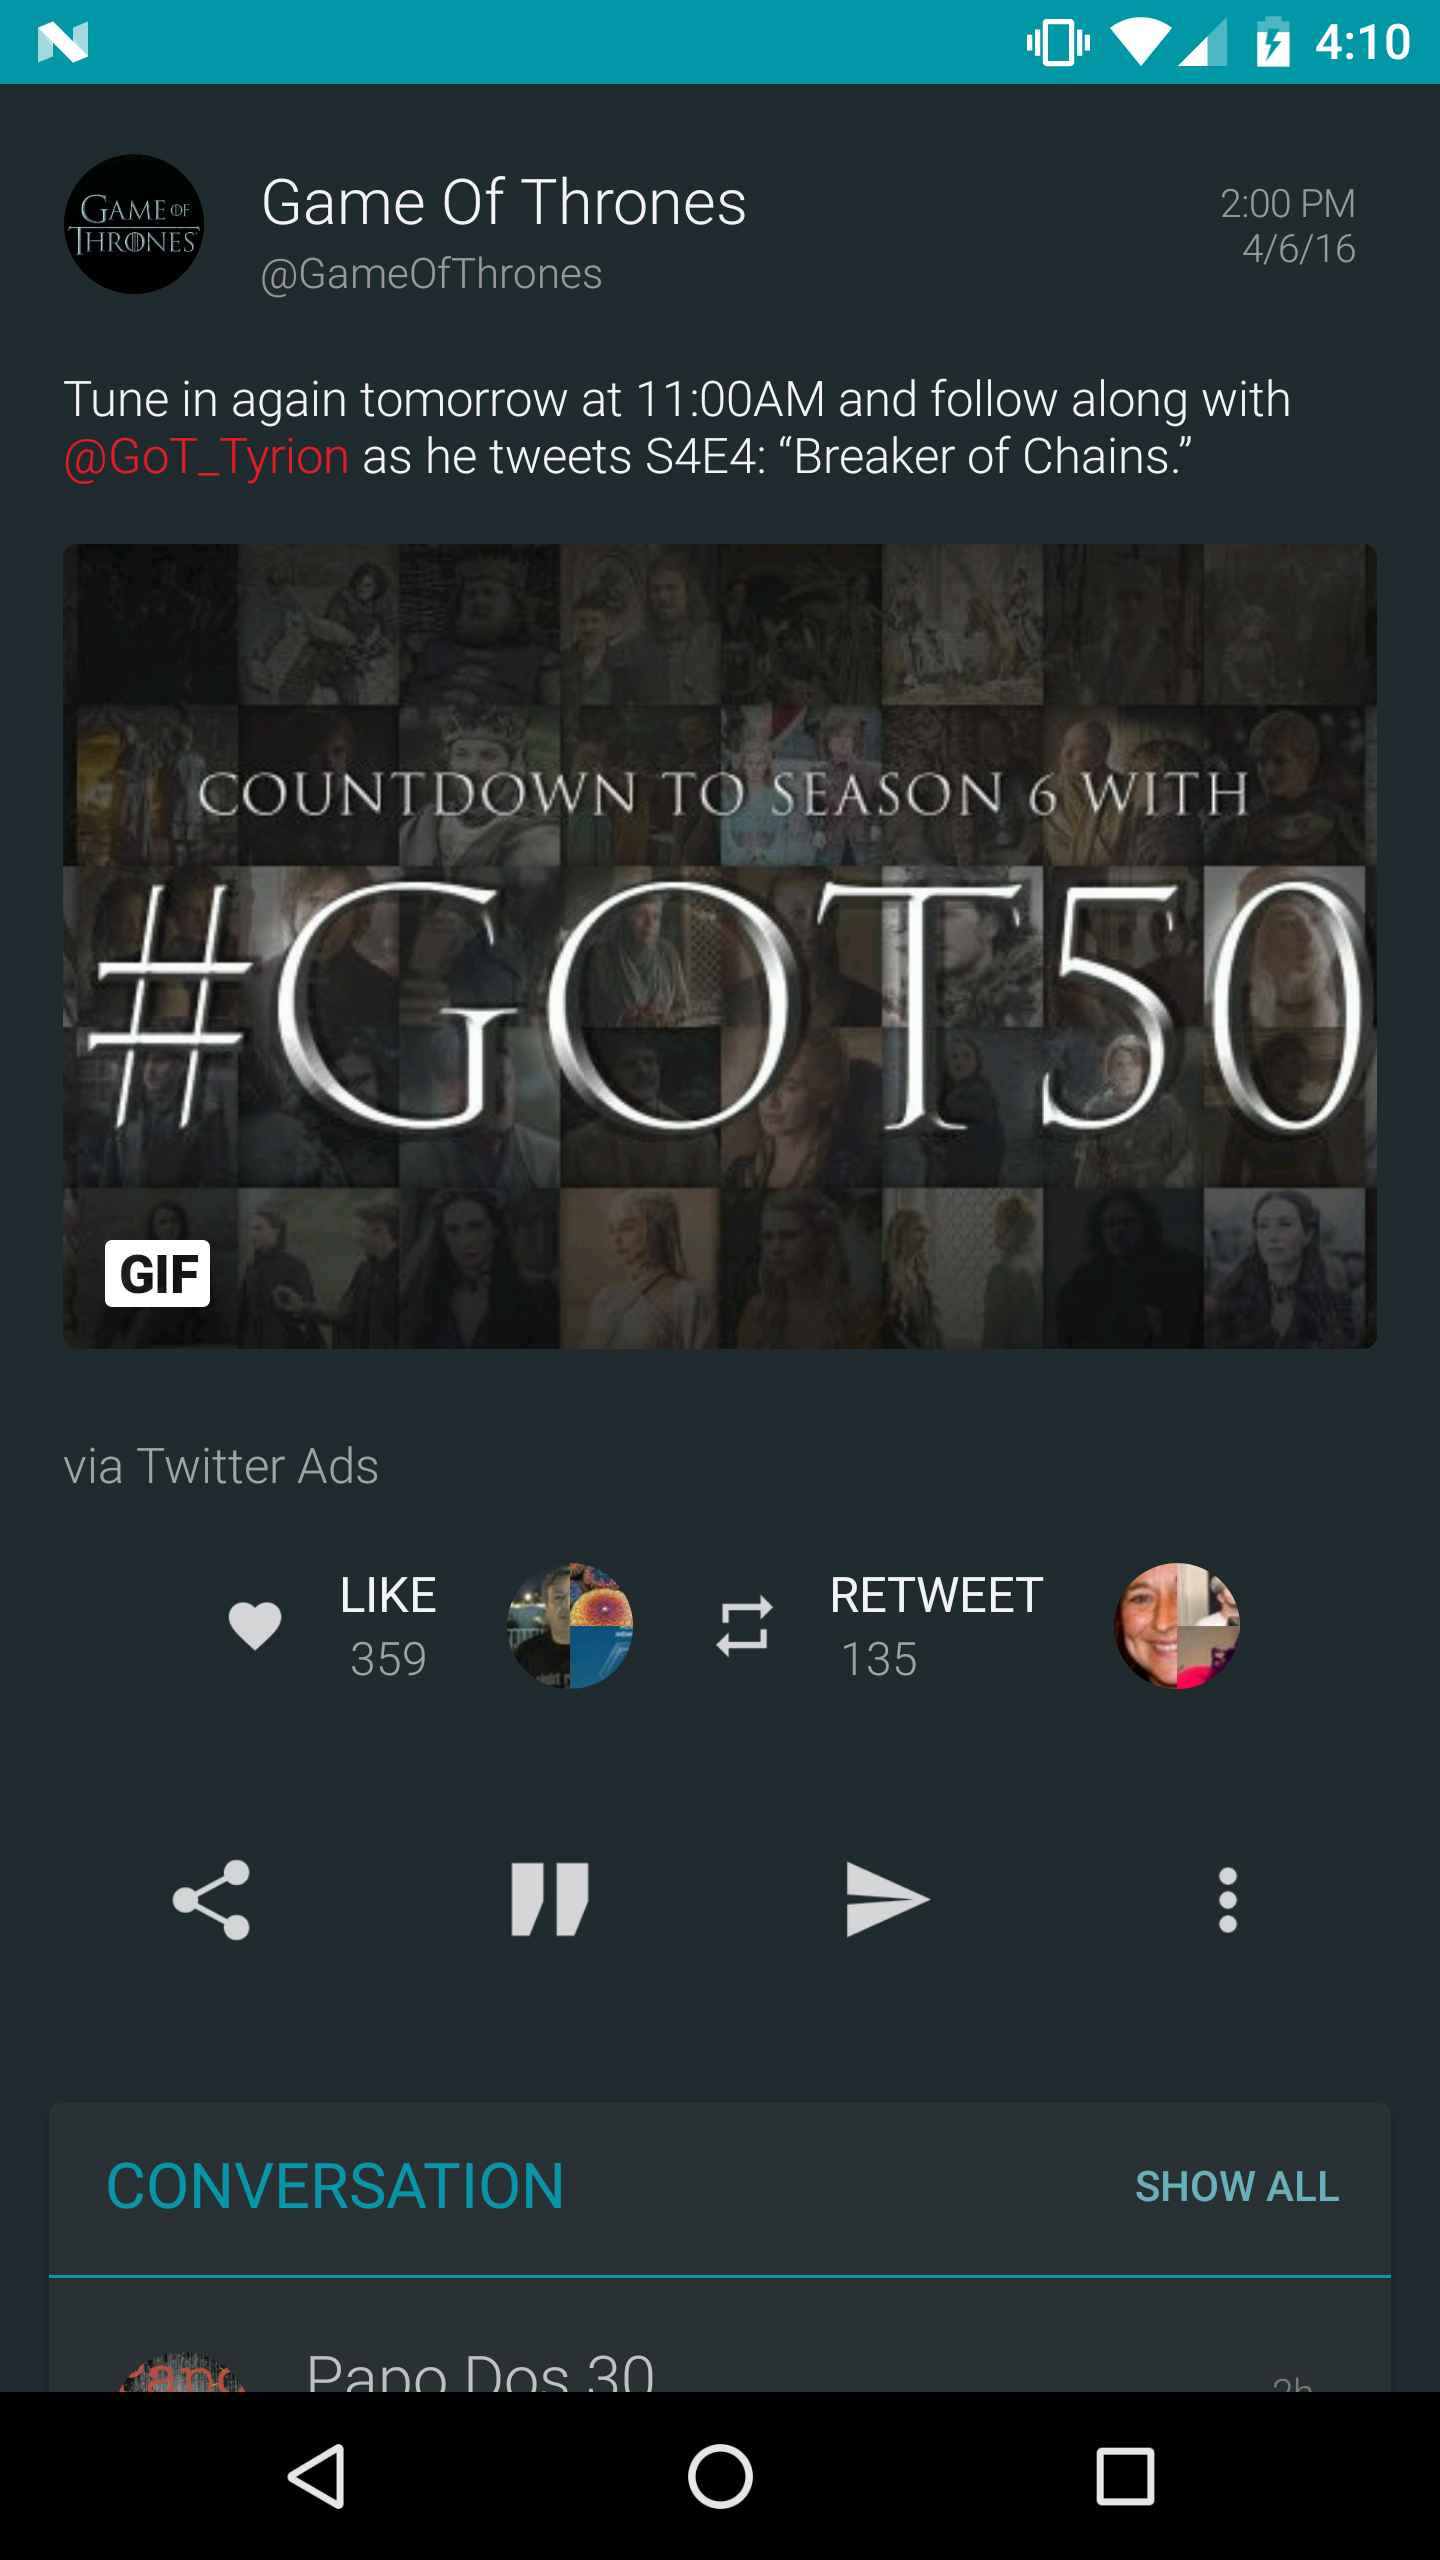 4:10
GAME OF
THRONES
Game Of Thrones
@GameOfThrones
2:00 PM
4/6/16
Tune in again tomorrow at 11:00AM and follow along with
@GoT_Tyrion as he tweets S4E4: “Breaker of Chains.”
COUNTDOWN TO SEASON 6 WITH
#GOT50
GIF
via Twitter Ads
LIKE
359
RETWEET
135
CONVERSATION
SHOW ALL
Papo Dos 30
2h